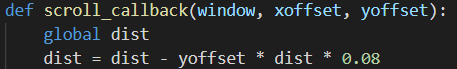 def scroll_callback(window, xoffset, yoffset):
    global dist
    dist = dist - yoffset * dist * 0.08